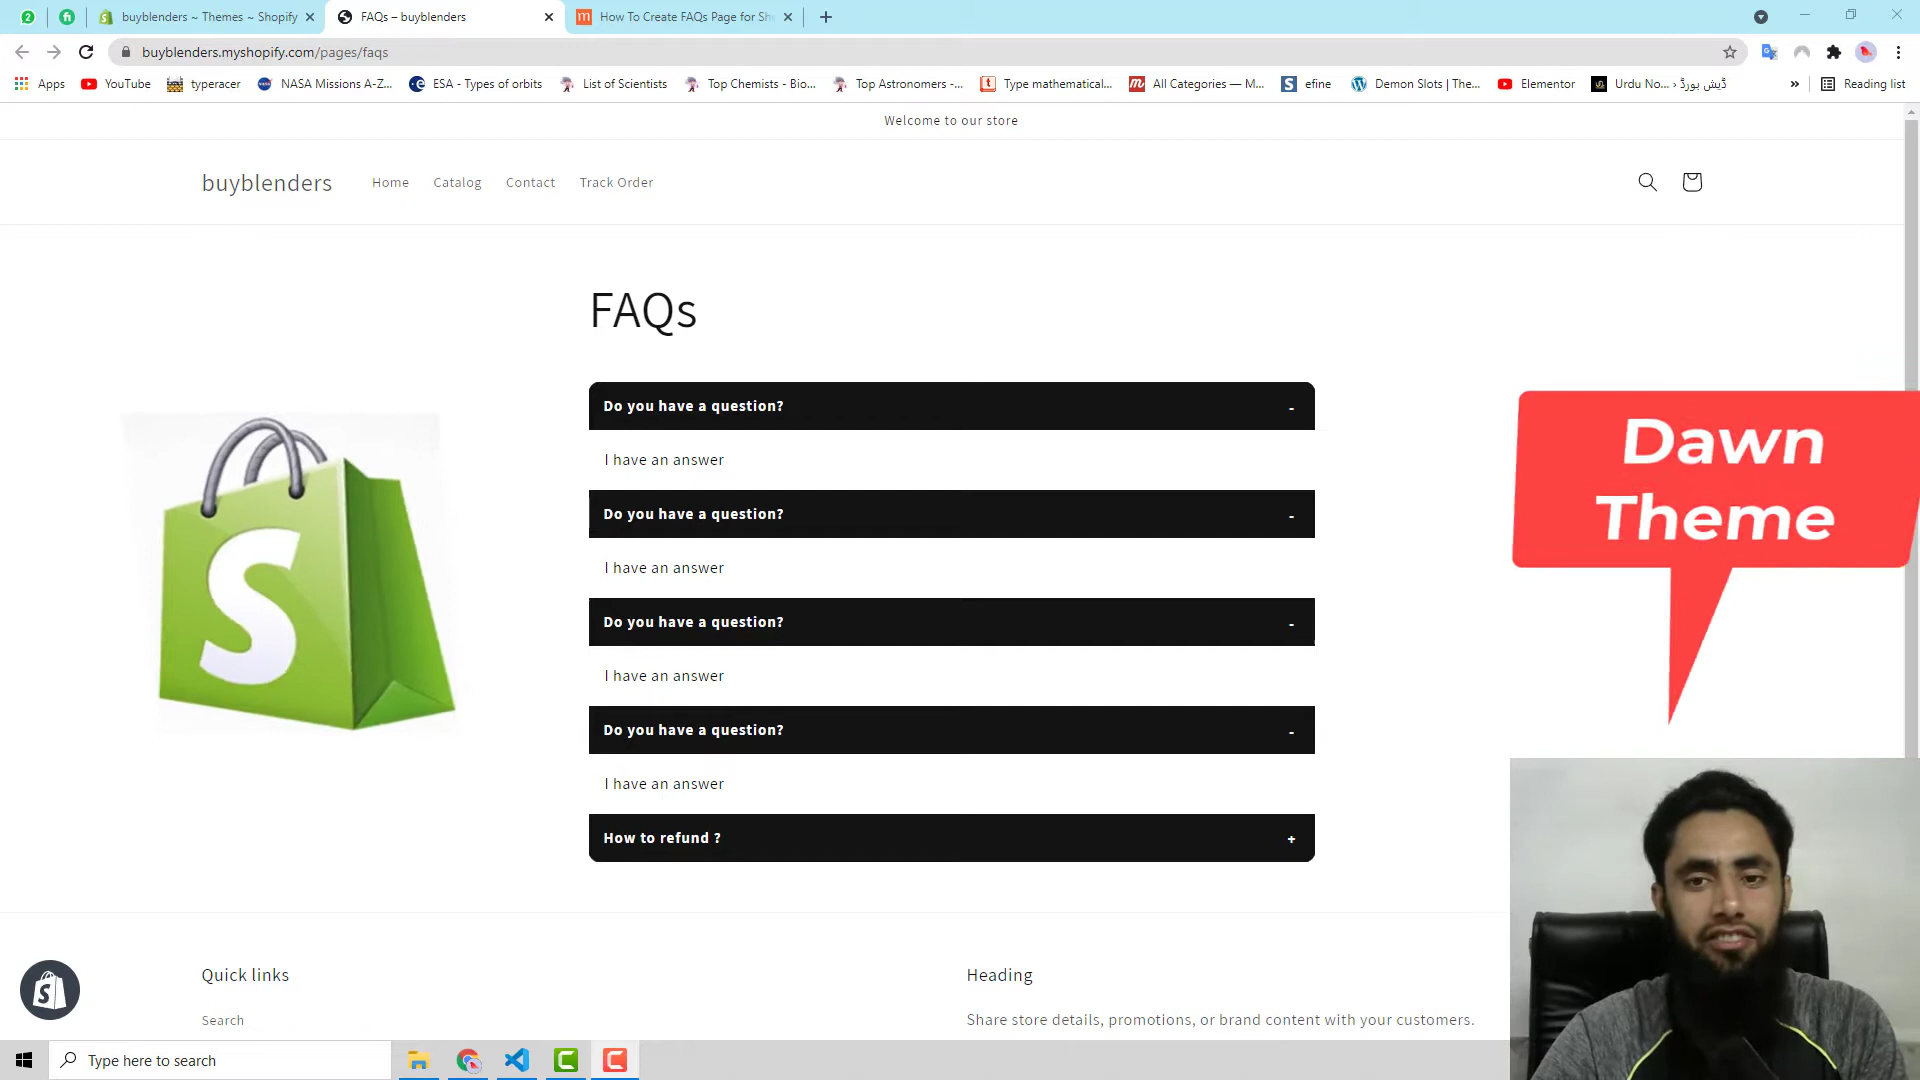 buyblenders ~ Themes ~ Shopify
FAQs – buyblenders
How To Create FAQs Page for Sh
buyblenders.myshopify.com/pages/faqs
Apps YouTube typeracer NASA Missions A-Z... ESA - Types of orbits List of Scientists Top Chemists - Bio... Top Astronomers -... Type mathematical... All Categories — M... efine Demon Slots | The... Elementor Urdu No... › ڈیش بورڈ » Reading list
Welcome to our store
buyblenders Home Catalog Contact Track Order
FAQs
Do you have a question? -
I have an answer
Do you have a question? -
I have an answer
Do you have a question? -
I have an answer
Do you have a question? -
I have an answer
How to refund ? +
Dawn
Theme
Quick links
Search
Heading
Share store details, promotions, or brand content with your customers.
Type here to search